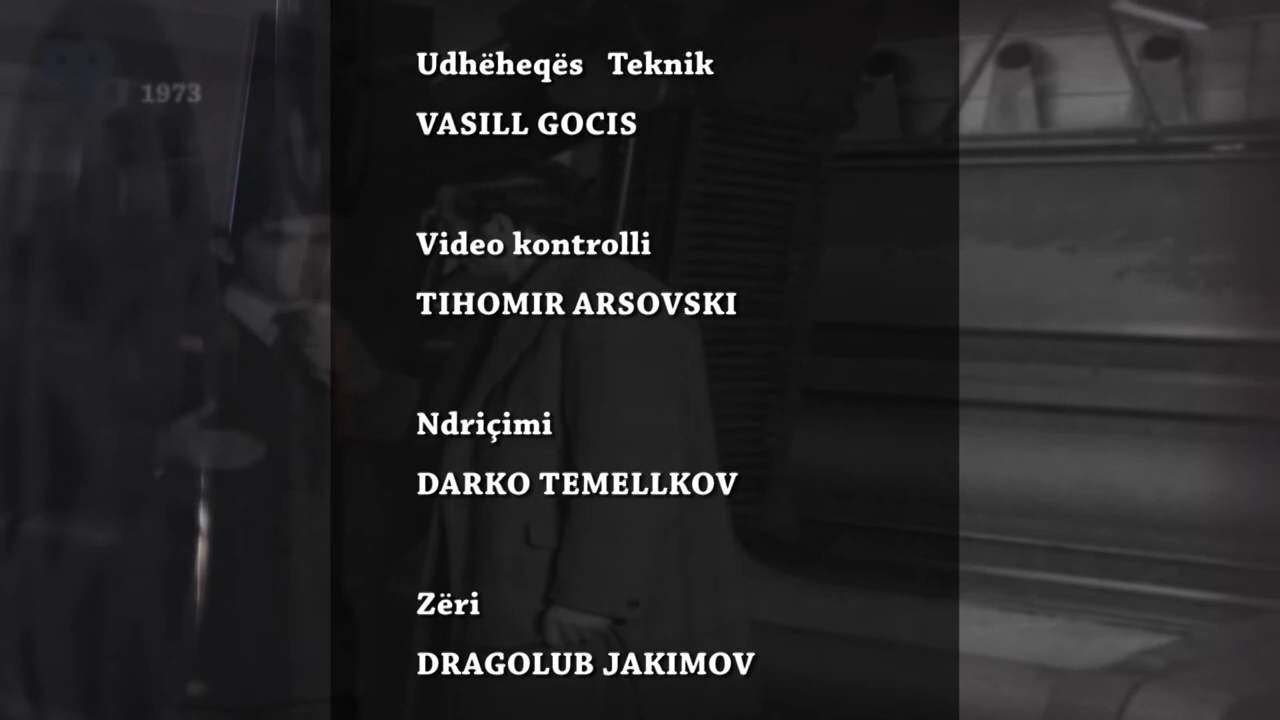 1973
Udhëheqës Teknik
VASILL GOCIS
Video kontrolli
TIHOMIR ARSOVSKI
Ndriçimi
DARKO TEMELLKOV
Zëri
DRAGOLUB JAKIMOV